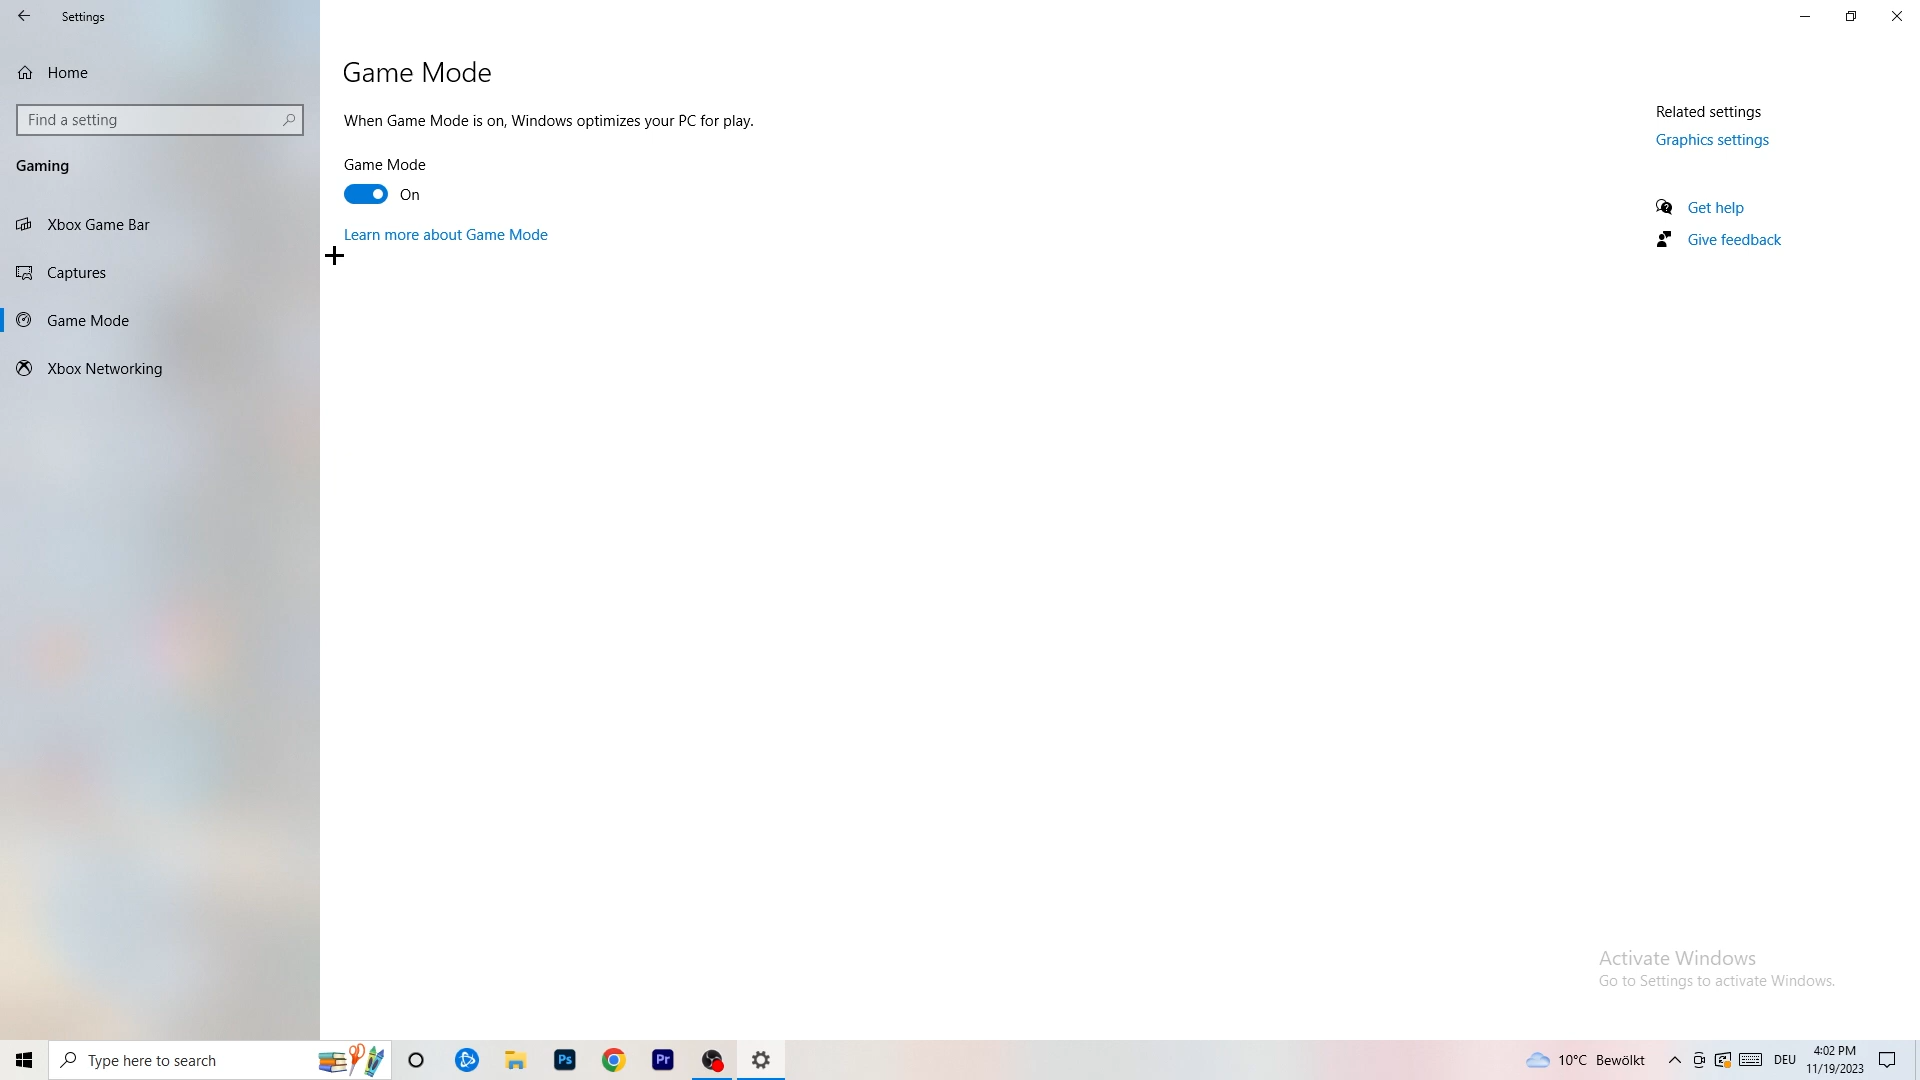 Settings
Home
Find a setting
Gaming
Xbox Game Bar
Captures
Game Mode
Xbox Networking
Game Mode
When Game Mode is on, Windows optimizes your PC for play.
Game Mode
On
Learn more about Game Mode
Related settings
Graphics settings
Get help
Give feedback
Activate Windows
Go to Settings to activate Windows.
Type here to search
Ps
Pr
10°C Bewölkt
DEU
4:02 PM
11/19/2023